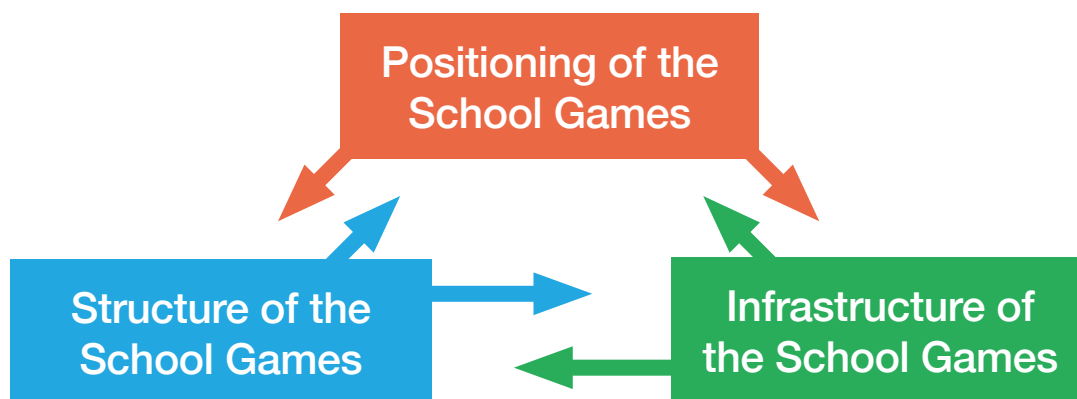 Positioning of the
School Games
Structure of the
School Games
Infrastructure of
the School Games